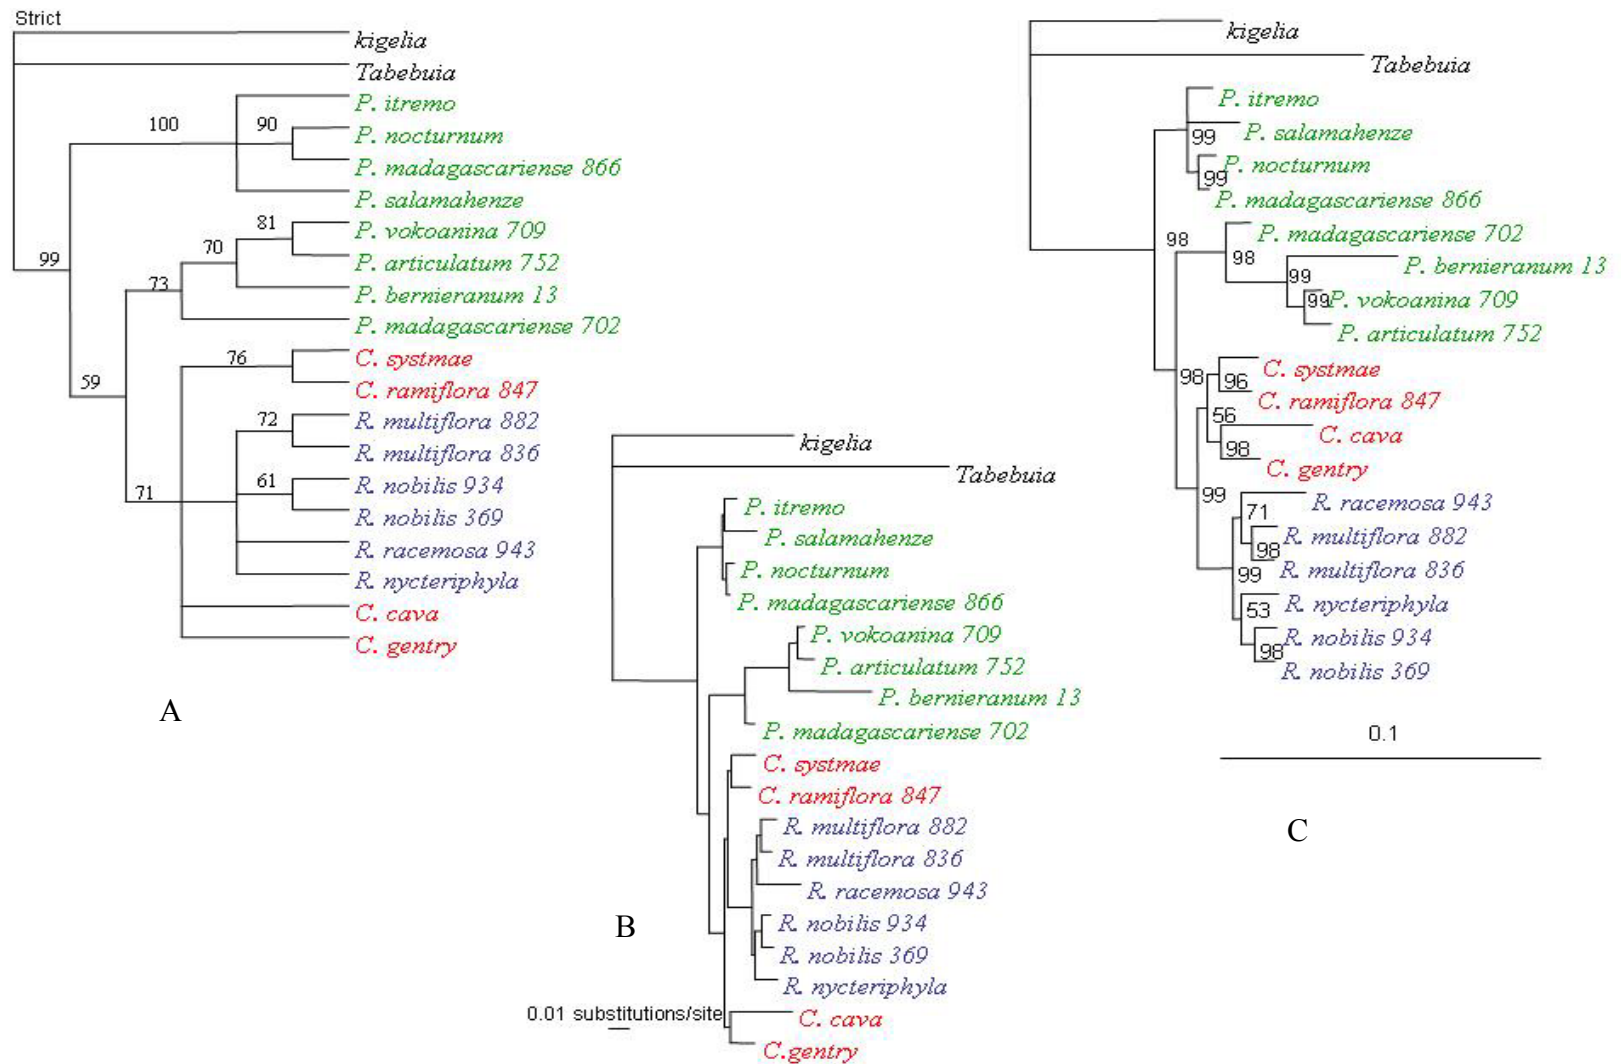 Strict
kigelia
Tabebuia
P. itremo
100
90
P. nocturnum
P. madagascariense 866
P. salamahenze
81
P. vokoanina 709
70
P. articulatum 752
99
73
P. bernieranum 13
P. madagascariense 702
76
C. systmae
59
C. ramiflora 847
72
R. multiflora 882
R. multiflora 836
61
R. nobilis 934
71
R. nobilis 369
R. racemosa 943
R. nycteriphyla
C. cava
C. gentry
A
kigelia
Tabebuia
P. itremo
P. salamahenze
P. nocturnum
P. madagascariense 866
P. vokoanina 709
P. articulatum 752
P. bernieranum 13
P. madagascariense 702
C. systmae
C. ramiflora 847
R. multiflora 882
R. multiflora 836
R. racemosa 943
R. nobilis 934
R. nobilis 369
R. nycteriphyla
0.01 substitutions/site
C. cava
C.gentry
B
kigelia
Tabebuia
P. itremo
99
P. salamahenze
P. nocturnum
99
P. madagascariense 866
98
P. madagascariense 702
98
P. bernieranum 13
99
99
P. vokoanina 709
P. articulatum 752
98
C. systmae
96
C. ramiflora 847
56
C. cava
98
C. gentry
99
R. racemosa 943
71
R. multiflora 882
98
R. multiflora 836
99
R. nycteriphyla
53
R. nobilis 934
98
R. nobilis 369
0.1
C